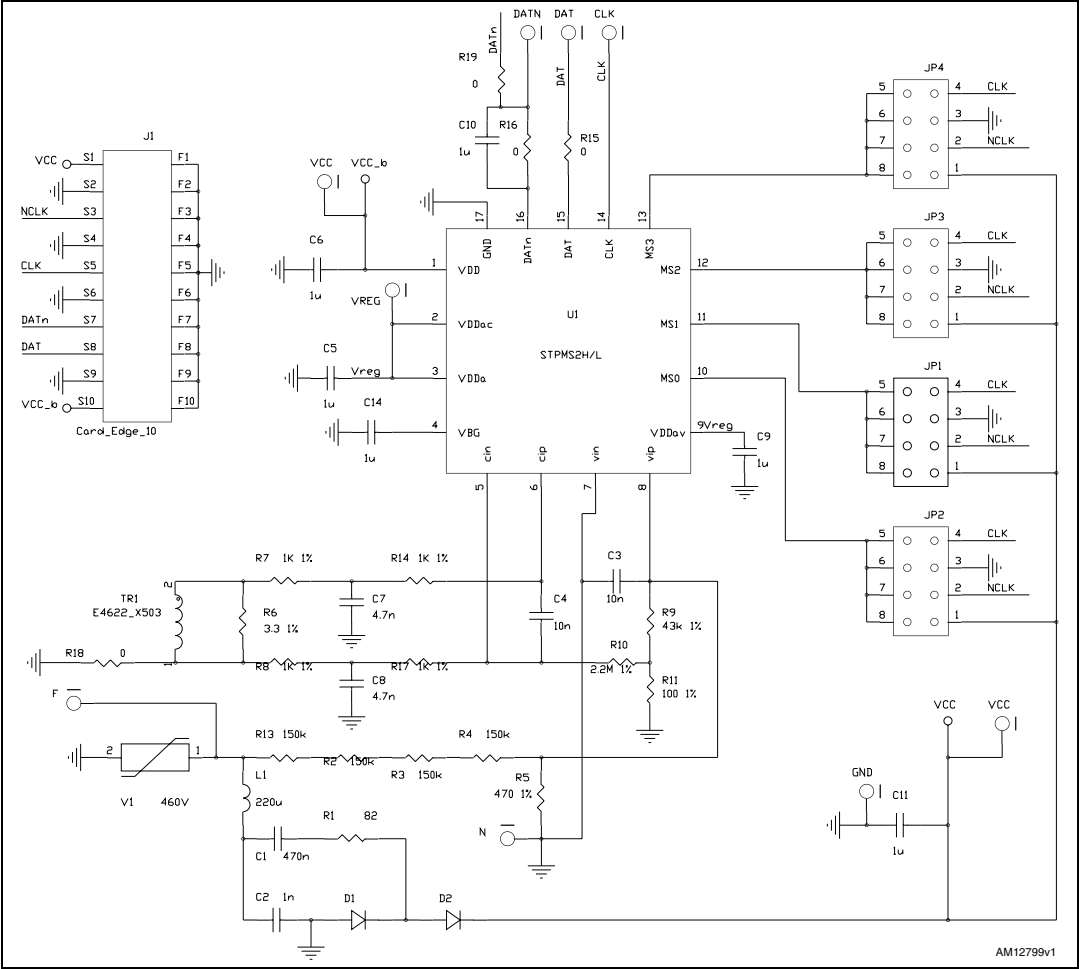 DATN DAT CLK
DATn
R19
0
DAT
CLK
C10
1u
R16
0
R15
0
JP4
5 4 CLK
6 3
7 2 NCLK
8 1
J1
VCC S1 F1
S2 F2
NCLK S3 F3
S4 F4
CLK S5 F5
S6 F6
DATn S7 F7
DAT S8 F8
S9 F9
VCC_b S10 F10
Card_Edge_10
VCC VCC_b
17 16 15 14 13
GND DATn DAT CLK MS3
C6
1u
1 VDD
VREG
2 VDDac
C5
1u
Vreg
3 VDDa
C14
1u
4 VBG
U1
STPMS2H/L
MS2 12
MS1 11
MS0 10
VDDav 9 Vreg
C9
1u
cin cip vin vip
5 6 7 8
JP3
5 4 CLK
6 3
7 2 NCLK
8 1
JP1
5 4 CLK
6 3
7 2 NCLK
8 1
JP2
5 4 CLK
6 3
7 2 NCLK
8 1
R7 1K 1%
R14 1K 1%
C3
10n
TR1
E4622_X503
2
1
R6
3.3 1%
C7
4.7n
C4
10n
R9
43k 1%
R18 0
R8 1K 1%
R17 1K 1%
R10
2.2M 1%
C8
4.7n
R11
100 1%
F
2 1
V1 460V
R13 150k
R2 150k
R3 150k
R4 150k
R5
470 1%
L1
220u
R1 82
N
C1 470n
C2 1n
D1
D2
VCC VCC
GND
C11
1u
AM12799v1